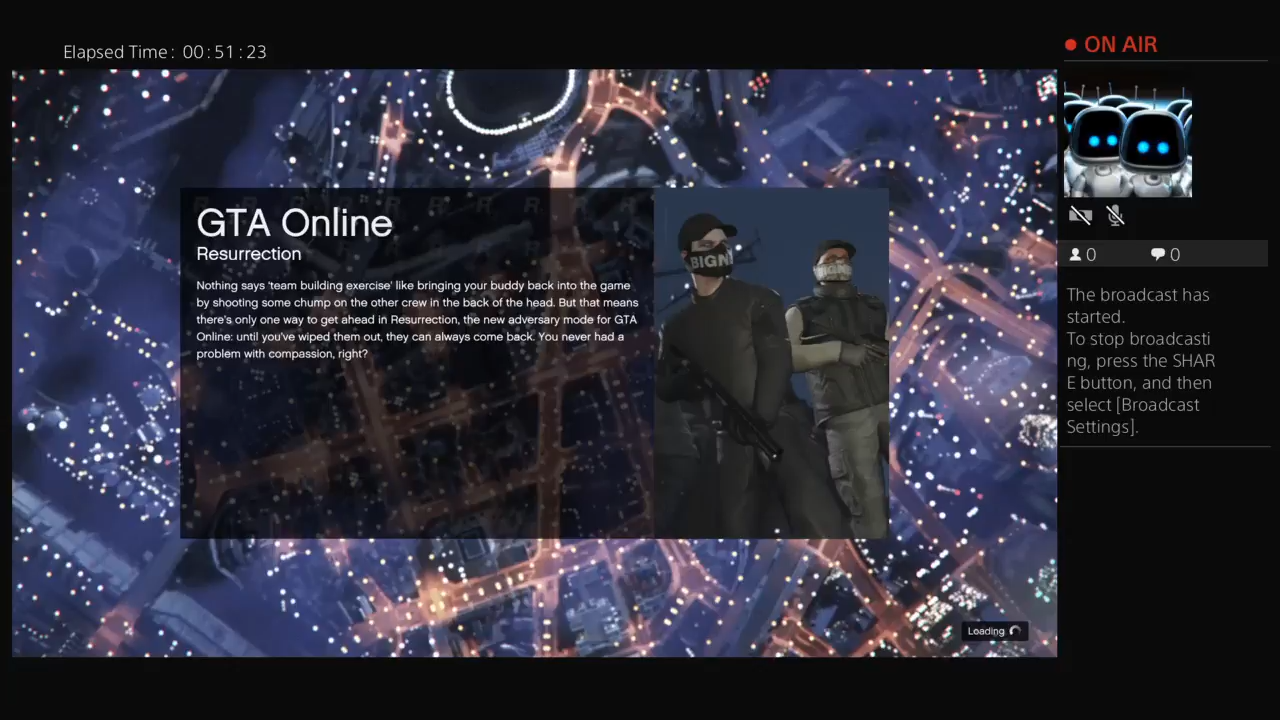 Elapsed Time: 00:51:23
ON AIR
GTA Online
Resurrection
Nothing says 'team building exercise' like bringing your buddy back into the game
by shooting some chump on the other crew in the back of the head. But that means
there's only one way to get ahead in Resurrection, the new adversary mode for GTA
Online: until you've wiped them out, they can always come back. You never had a
problem with compassion, right?
BIGN
0
0
The broadcast has
started.
To stop broadcasti
ng, press the SHAR
E button, and then
select [Broadcast
Settings].
Loading